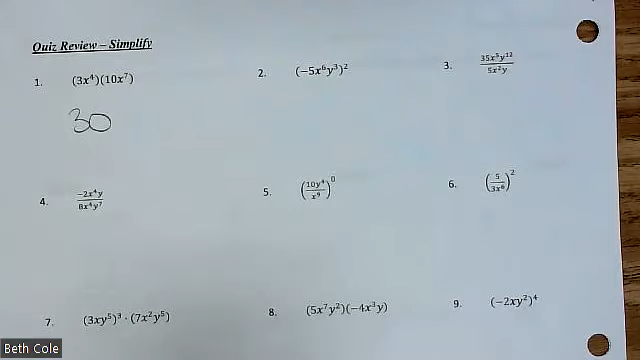 Quiz Review – Simplify
1. (3x⁴)(10x⁷)
2. (−5x⁶y³)²
3. 35x⁵y¹²/5x²y
30
4. −2x⁴y/8x⁴y⁷
5. (10y⁴/x⁹)⁰
6. (5/3x⁶)²
7. (3xy⁵)³ · (7x²y⁵)
8. (5x⁷y²)(−4x³y)
9. (−2xy²)⁴
Beth Cole